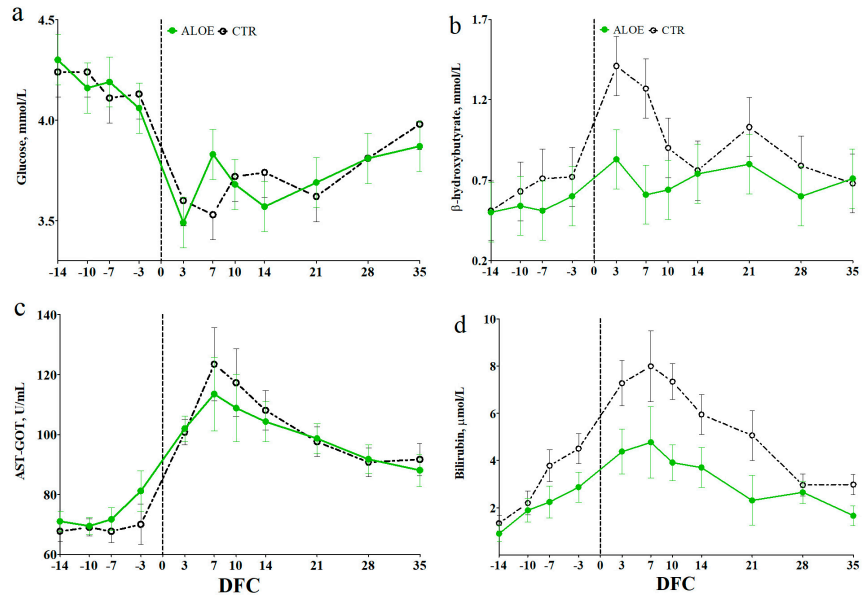 a
ALOE CTR
4.5
4.0
3.5
3.0
Glucose, mmol/L
-14 -10 -7 -3 0 3 7 10 14 21 28 35
b
ALOE CTR
1.7
1.2
0.7
0.2
β-hydroxybutyrate, mmol/L
-14 -10 -7 -3 0 3 7 10 14 21 28 35
c
140
120
100
80
60
AST-GOT, U/mL
-14 -10 -7 -3 0 3 7 10 14 21 28 35
DFC
d
10
8
6
4
2
Bilirubin, μmol/L
-14 -10 -7 -3 0 3 7 10 14 21 28 35
DFC